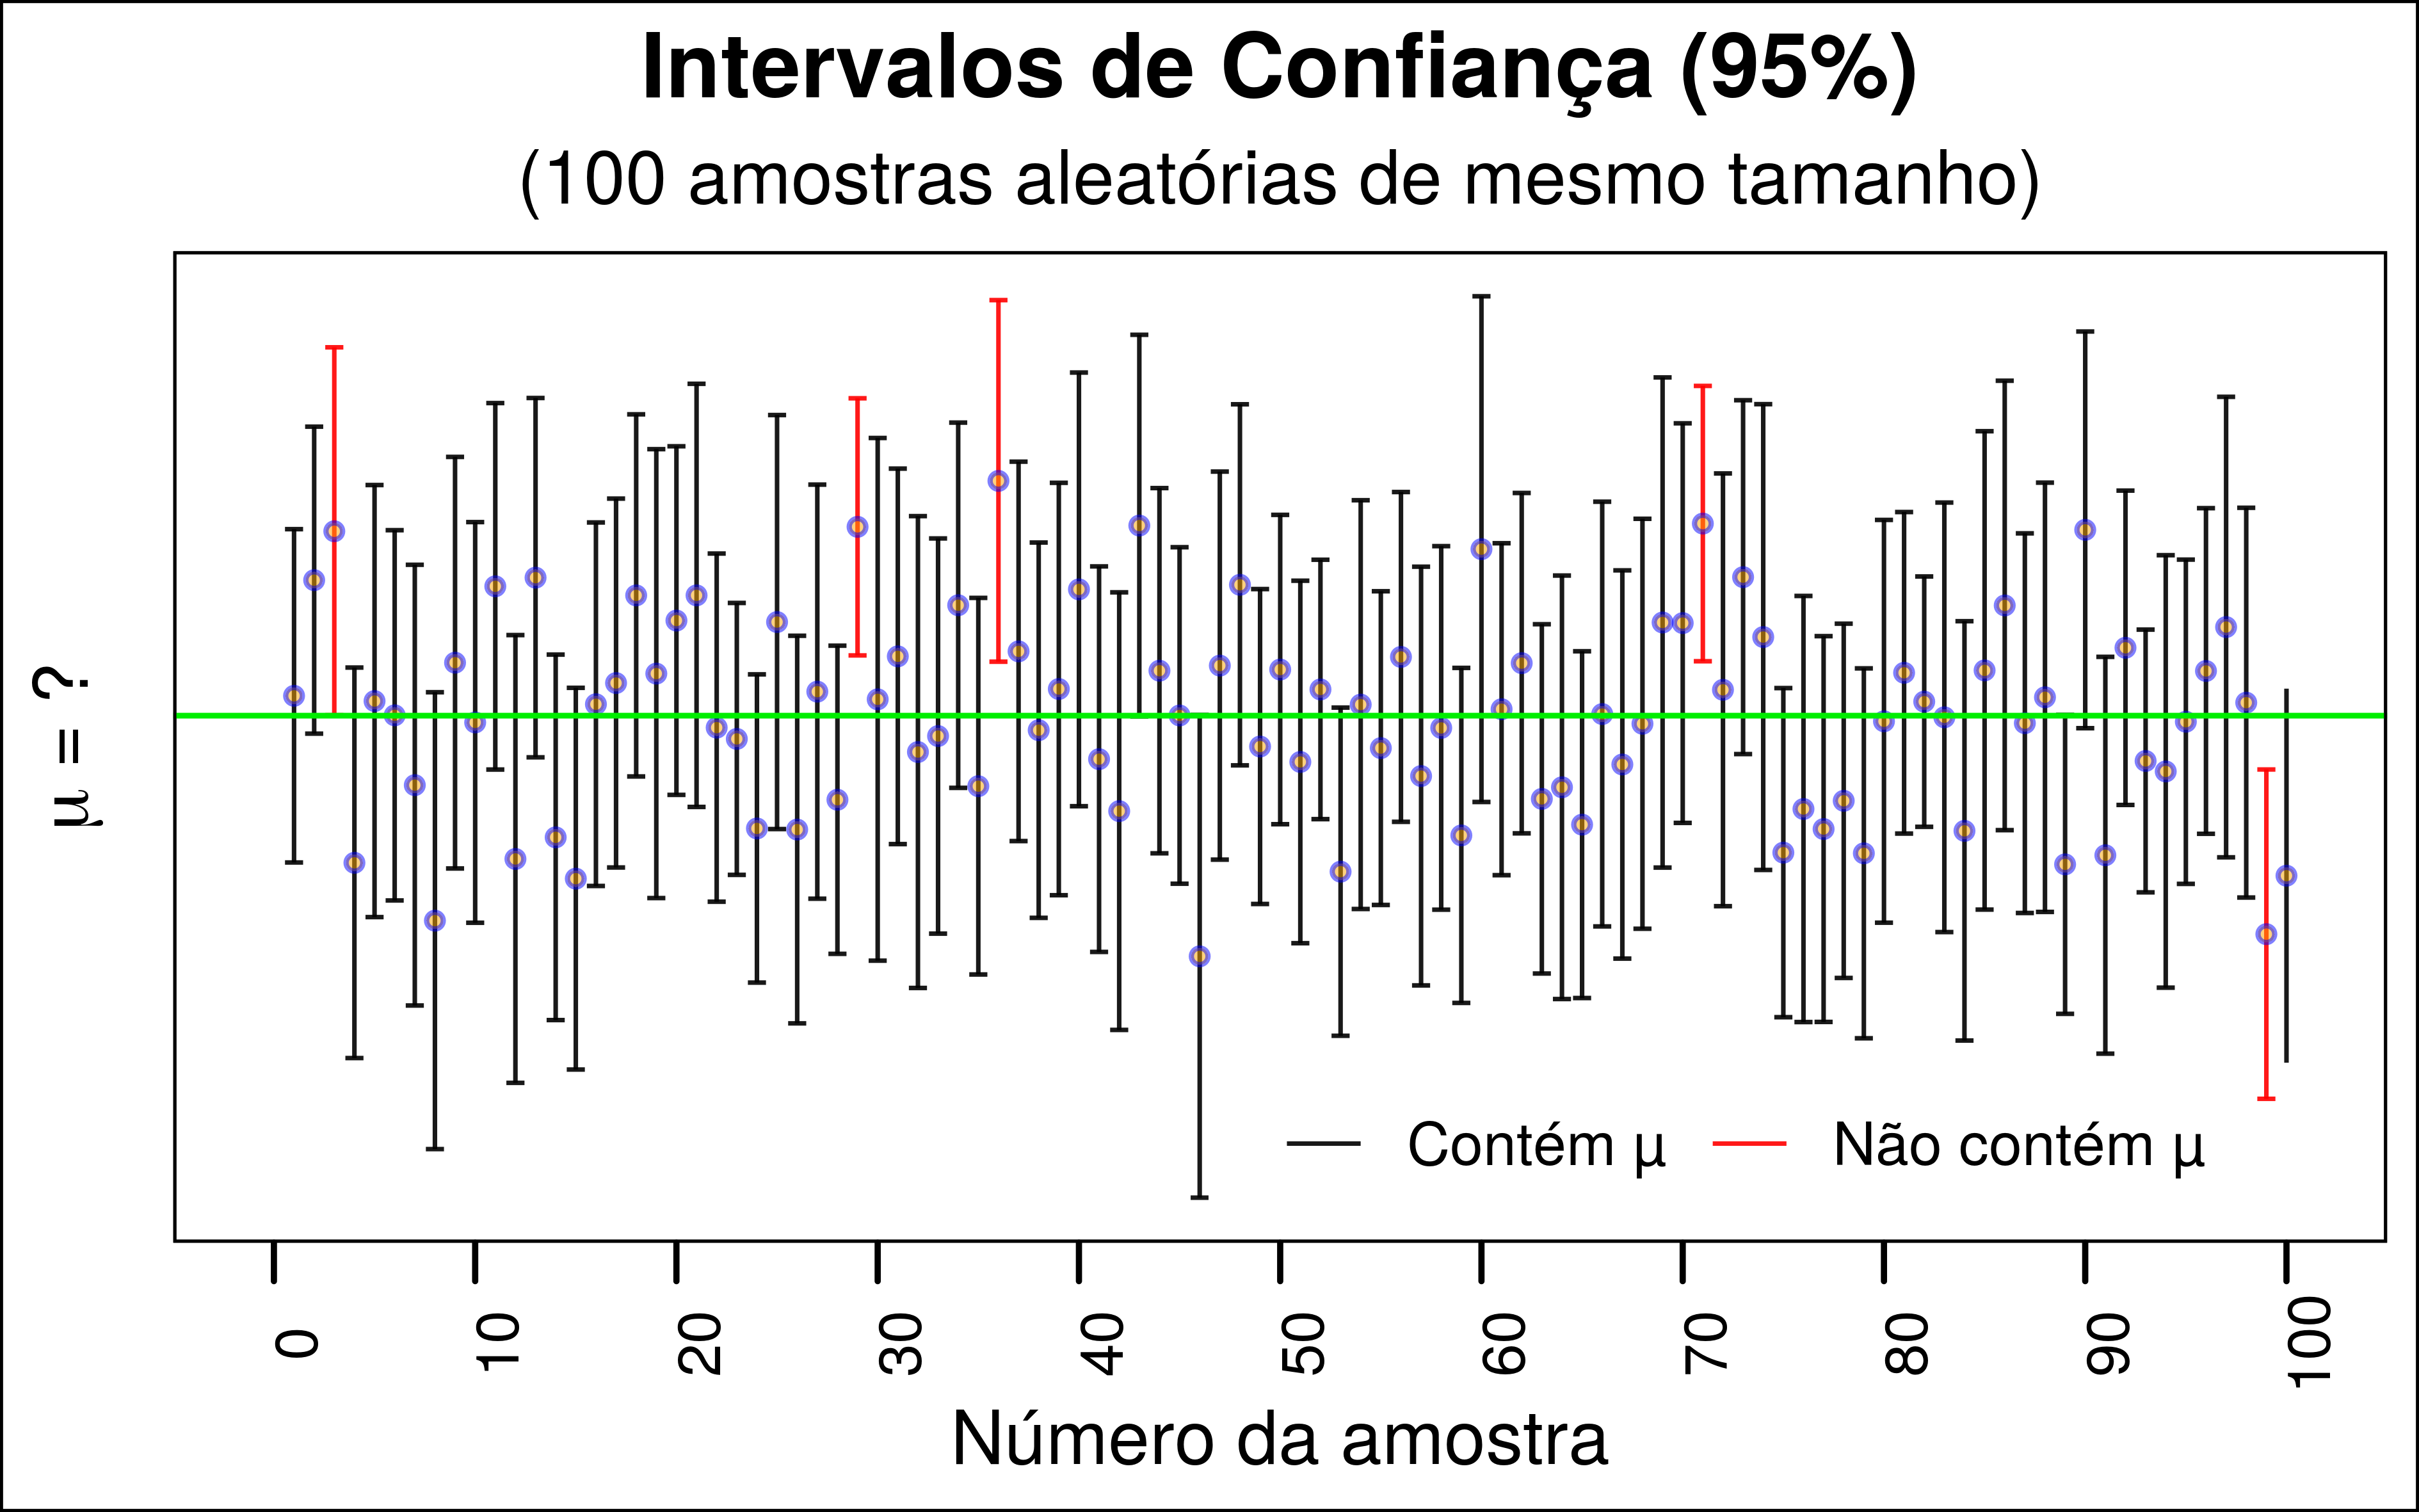 Intervalos de Confiança (95%)
(100 amostras aleatórias de mesmo tamanho)
μ = ?
Contém μ
Não contém μ
0
10
20
30
40
50
60
70
80
90
100
Número da amostra